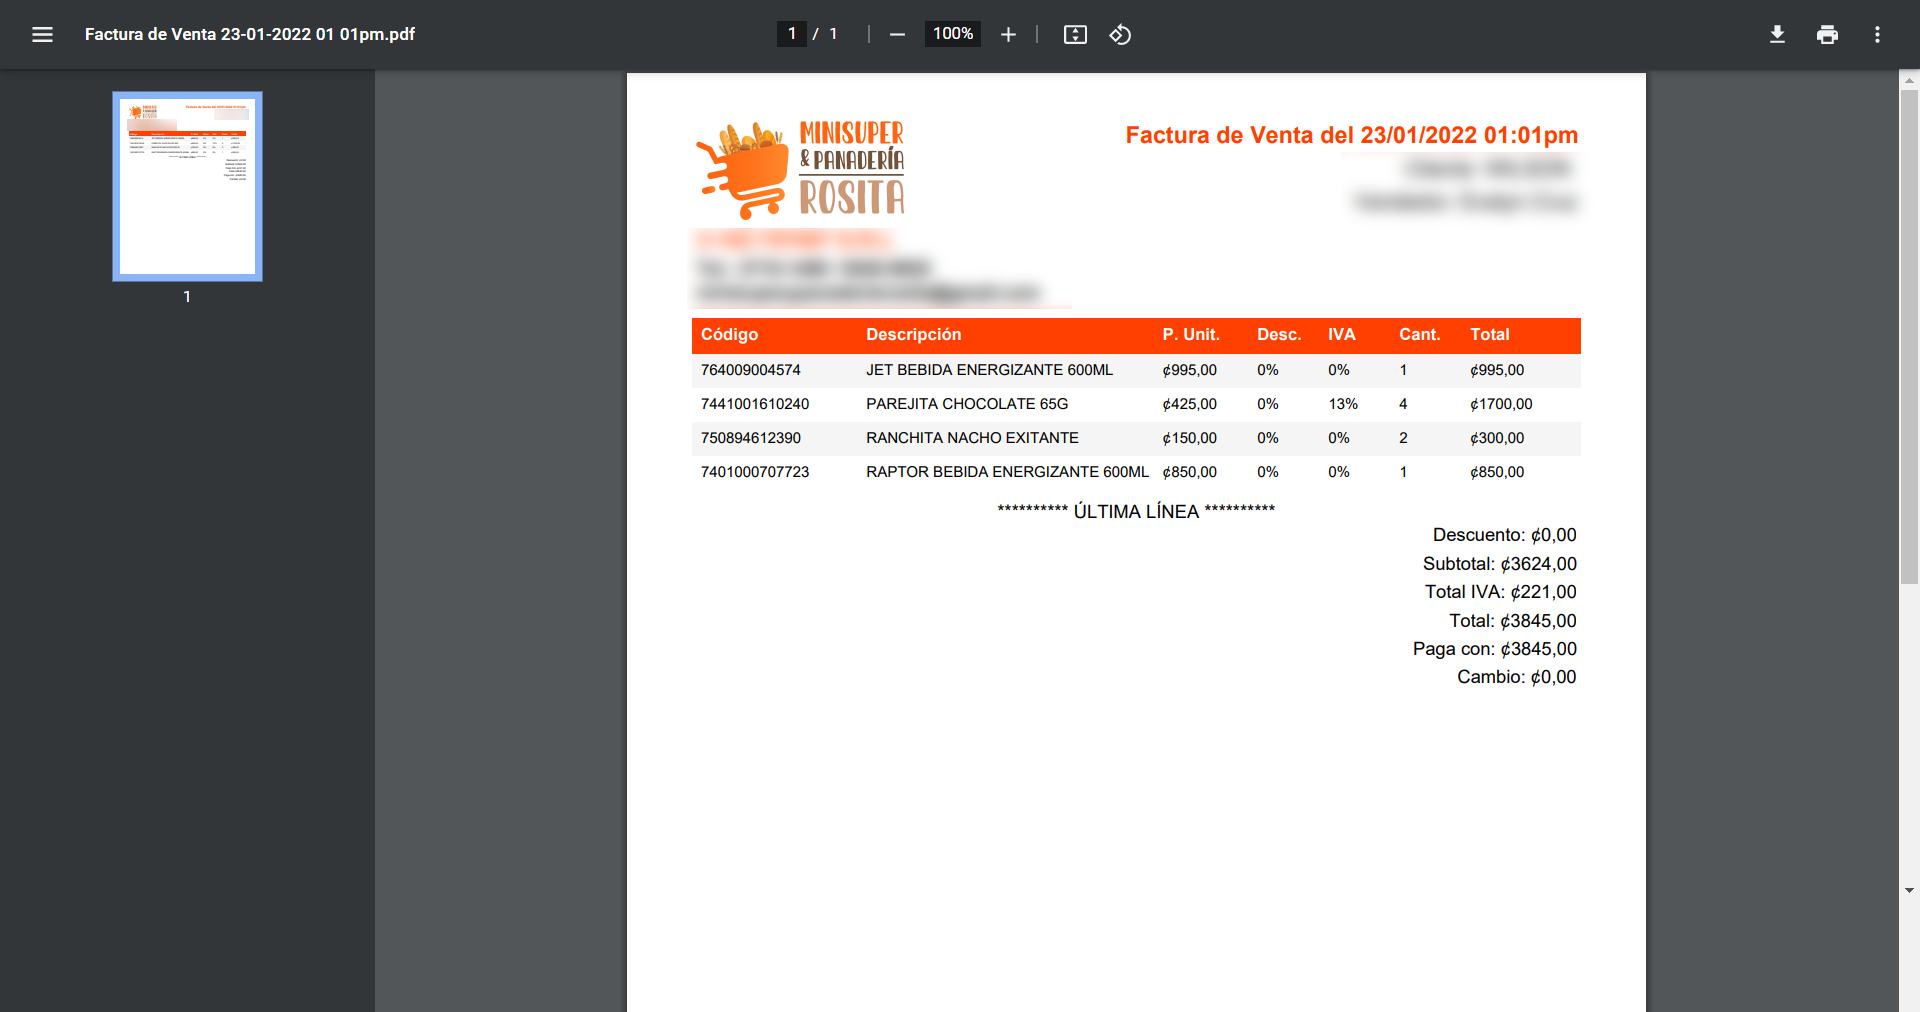 Factura de Venta 23-01-2022 01 01pm.pdf
1 / 1
100%
1
MINISUPER
& PANADERÍA
ROSITA
Factura de Venta del 23/01/2022 01:01pm
Código Descripción P. Unit. Desc. IVA Cant. Total
764009004574 JET BEBIDA ENERGIZANTE 600ML ¢995,00 0% 0% 1 ¢995,00
7441001610240 PAREJITA CHOCOLATE 65G ¢425,00 0% 13% 4 ¢1700,00
750894612390 RANCHITA NACHO EXITANTE ¢150,00 0% 0% 2 ¢300,00
7401000707723 RAPTOR BEBIDA ENERGIZANTE 600ML ¢850,00 0% 0% 1 ¢850,00
********** ÚLTIMA LÍNEA **********
Descuento: ¢0,00
Subtotal: ¢3624,00
Total IVA: ¢221,00
Total: ¢3845,00
Paga con: ¢3845,00
Cambio: ¢0,00